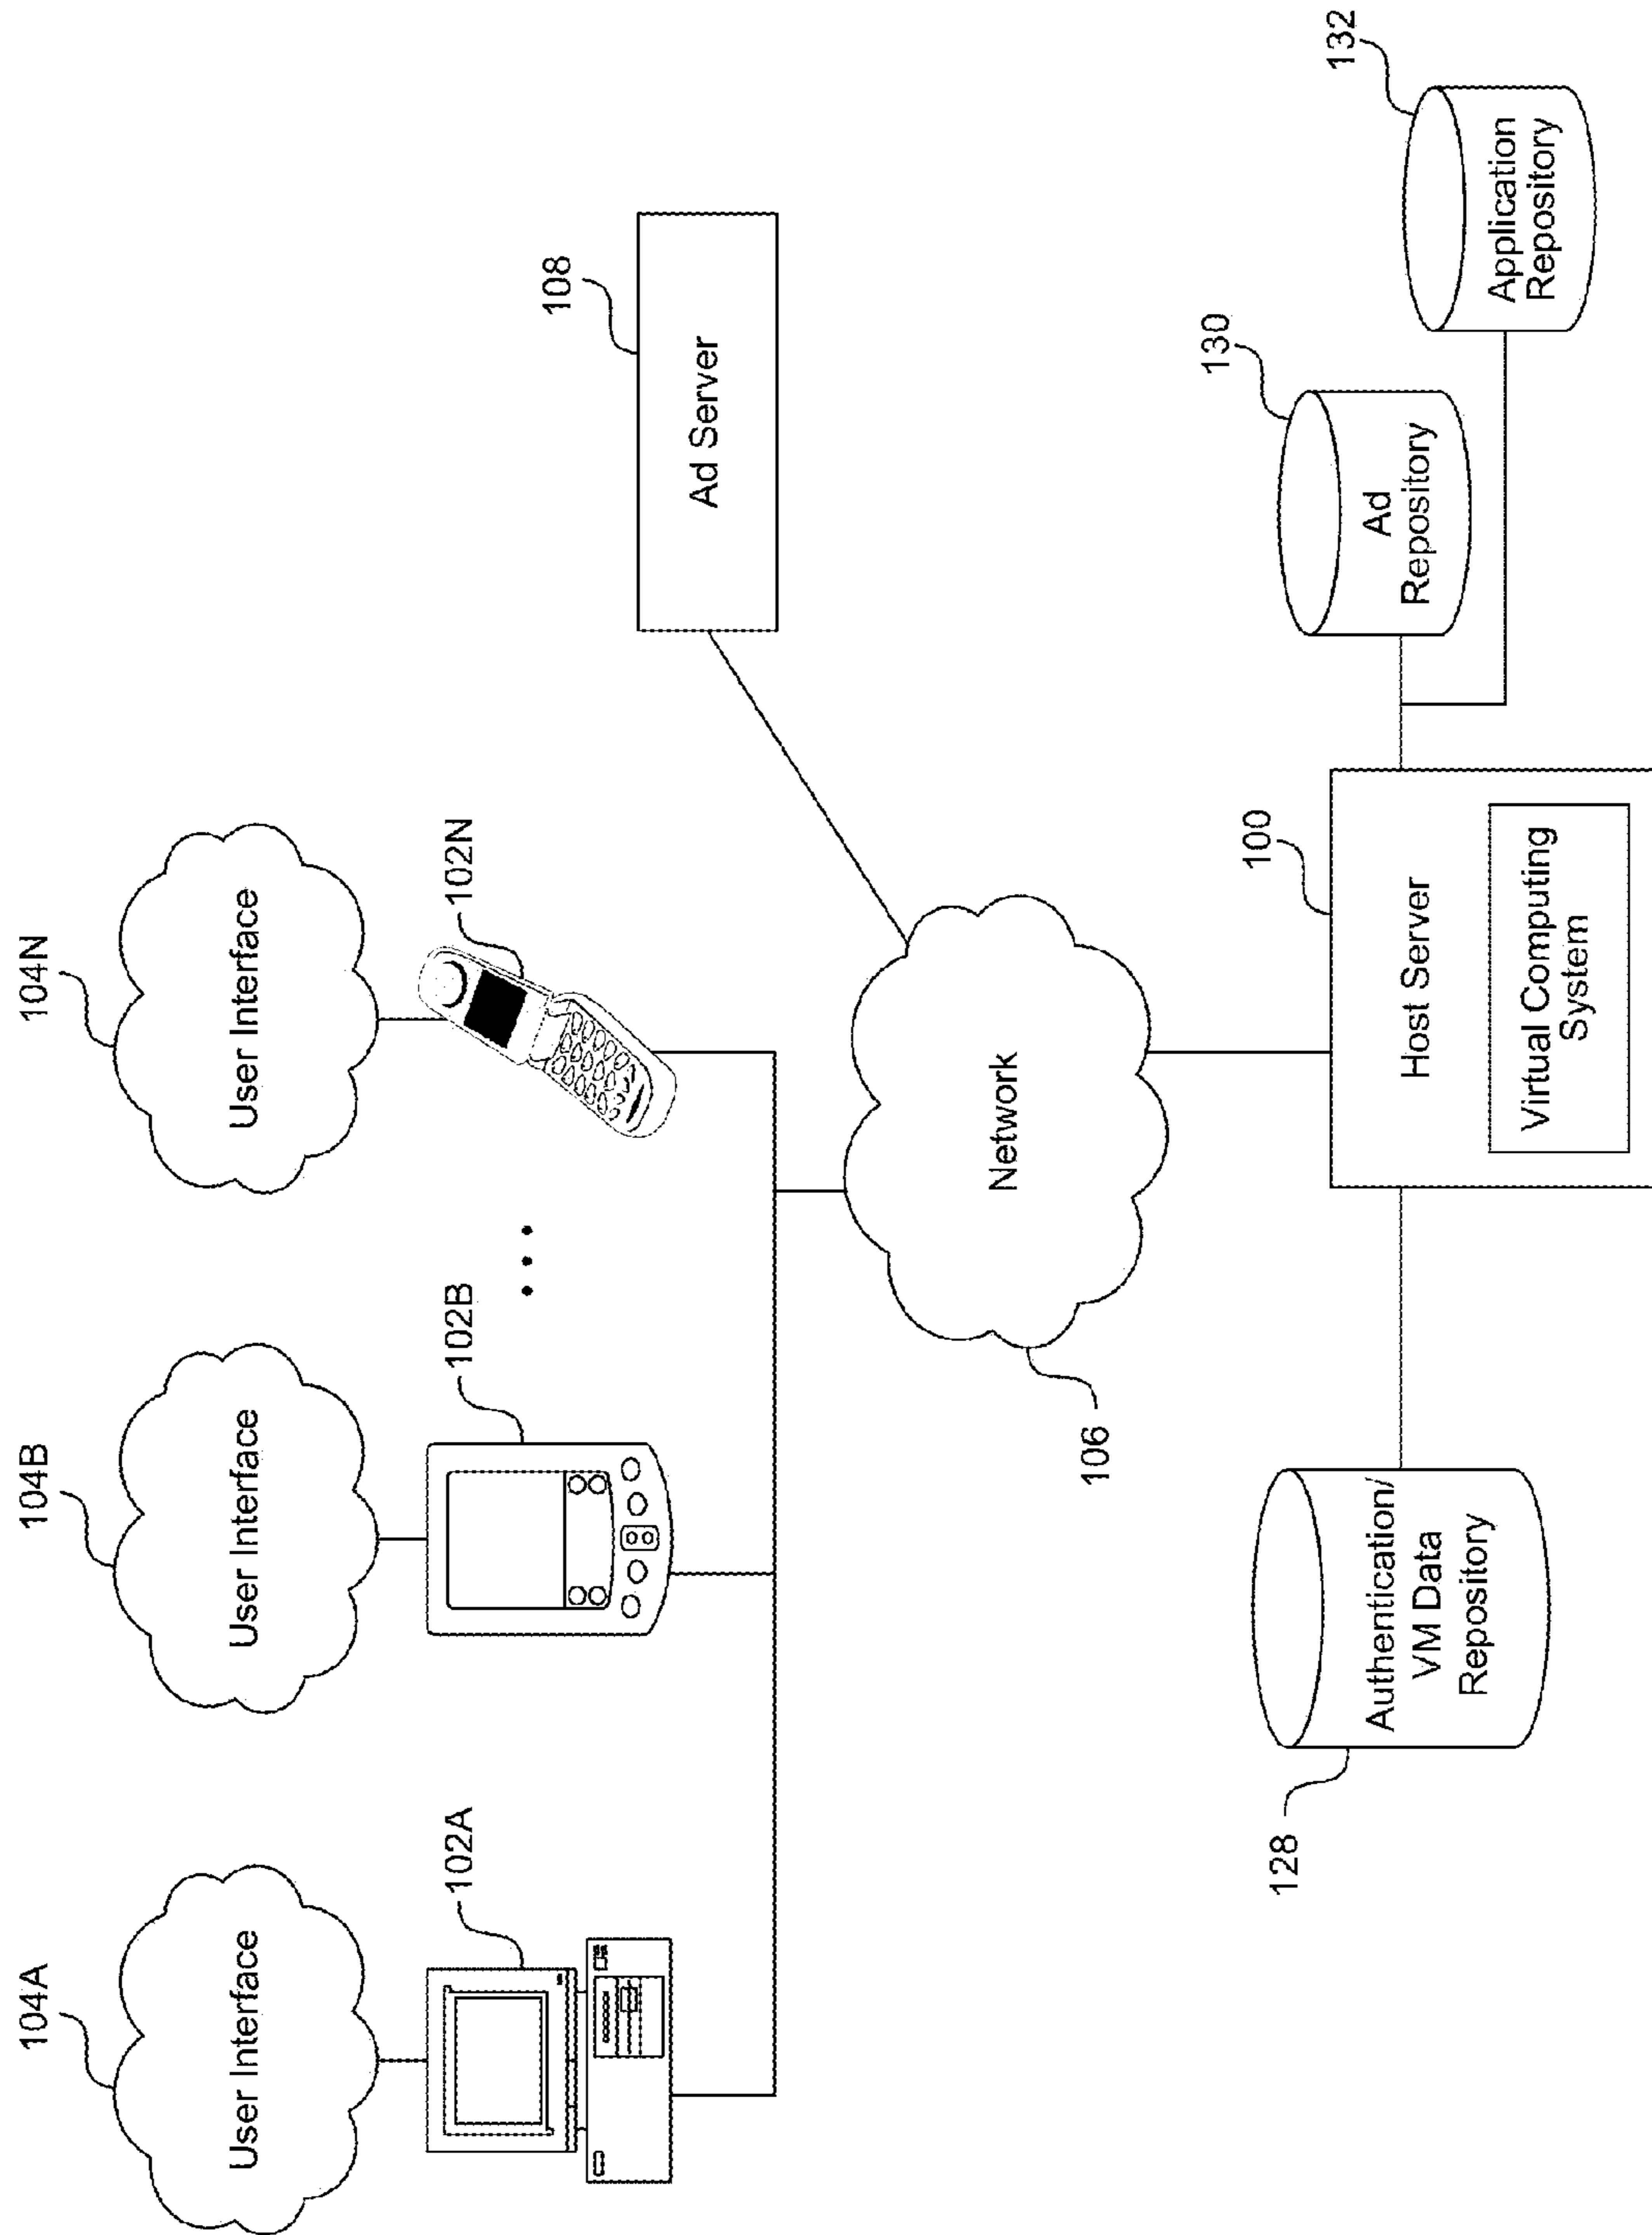 104A
104B
104N
User Interface
User Interface
User Interface
102A
102B
102N
108
Ad Server
Network
106
100
Host Server
Virtual Computing
System
128
Authentication/
VM Data
Repository
130
Ad
Repository
132
Application
Repository